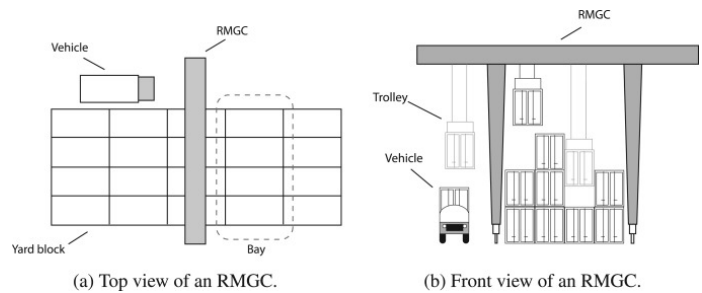 RMGC
Vehicle
Yard block
Bay
(a) Top view of an RMGC.
RMGC
Trolley
Vehicle
(b) Front view of an RMGC.